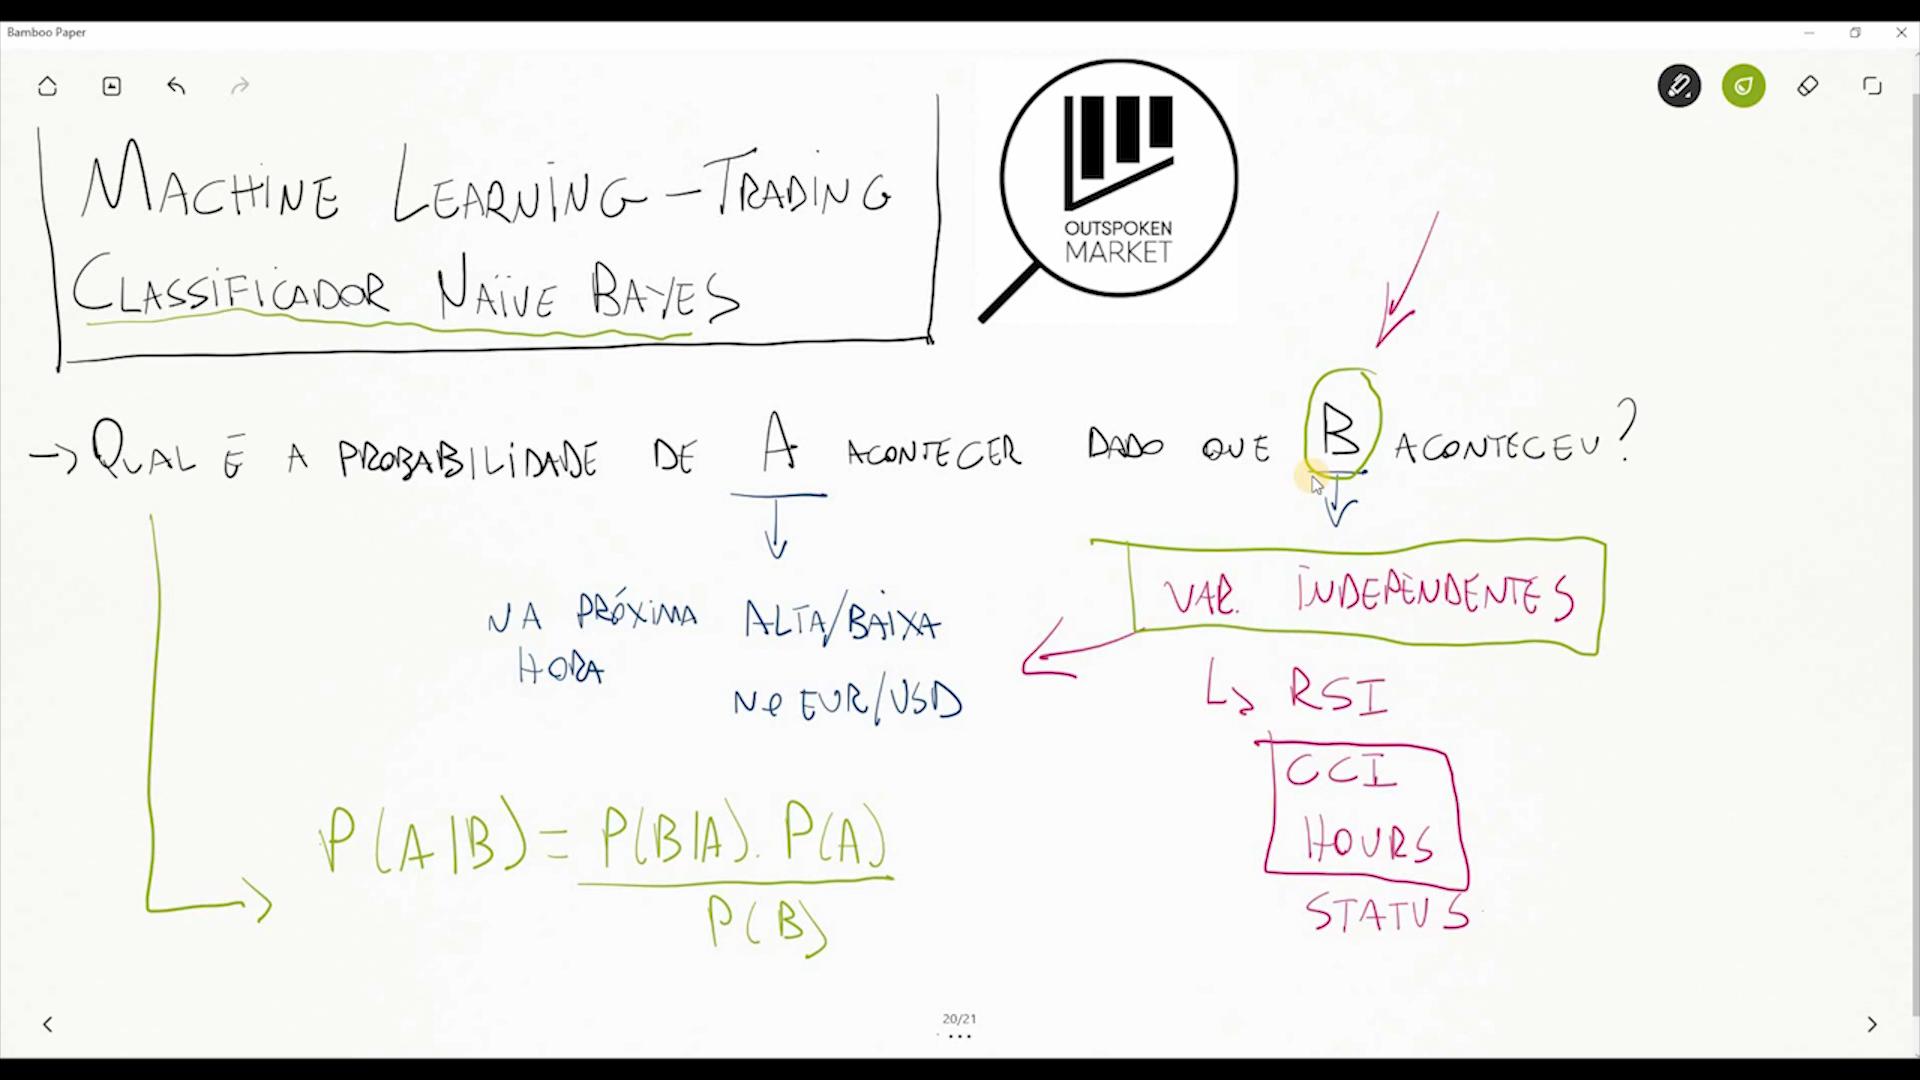 Bamboo Paper
MACHINE LEARNING - TRADING
CLASSIFICADOR NAÏVE BAYES
OUTSPOKEN
MARKET
→ QUAL É A PROBABILIDADE DE A ACONTECER DADO QUE B ACONTECEU?
NA PRÓXIMA ALTA/BAIXA
HORA
NO EUR/USD
VAR. INDEPENDENTES
↳ RSI
CCI
HOURS
STATUS
P(A|B) = P(B|A). P(A)
P(B)
20/21